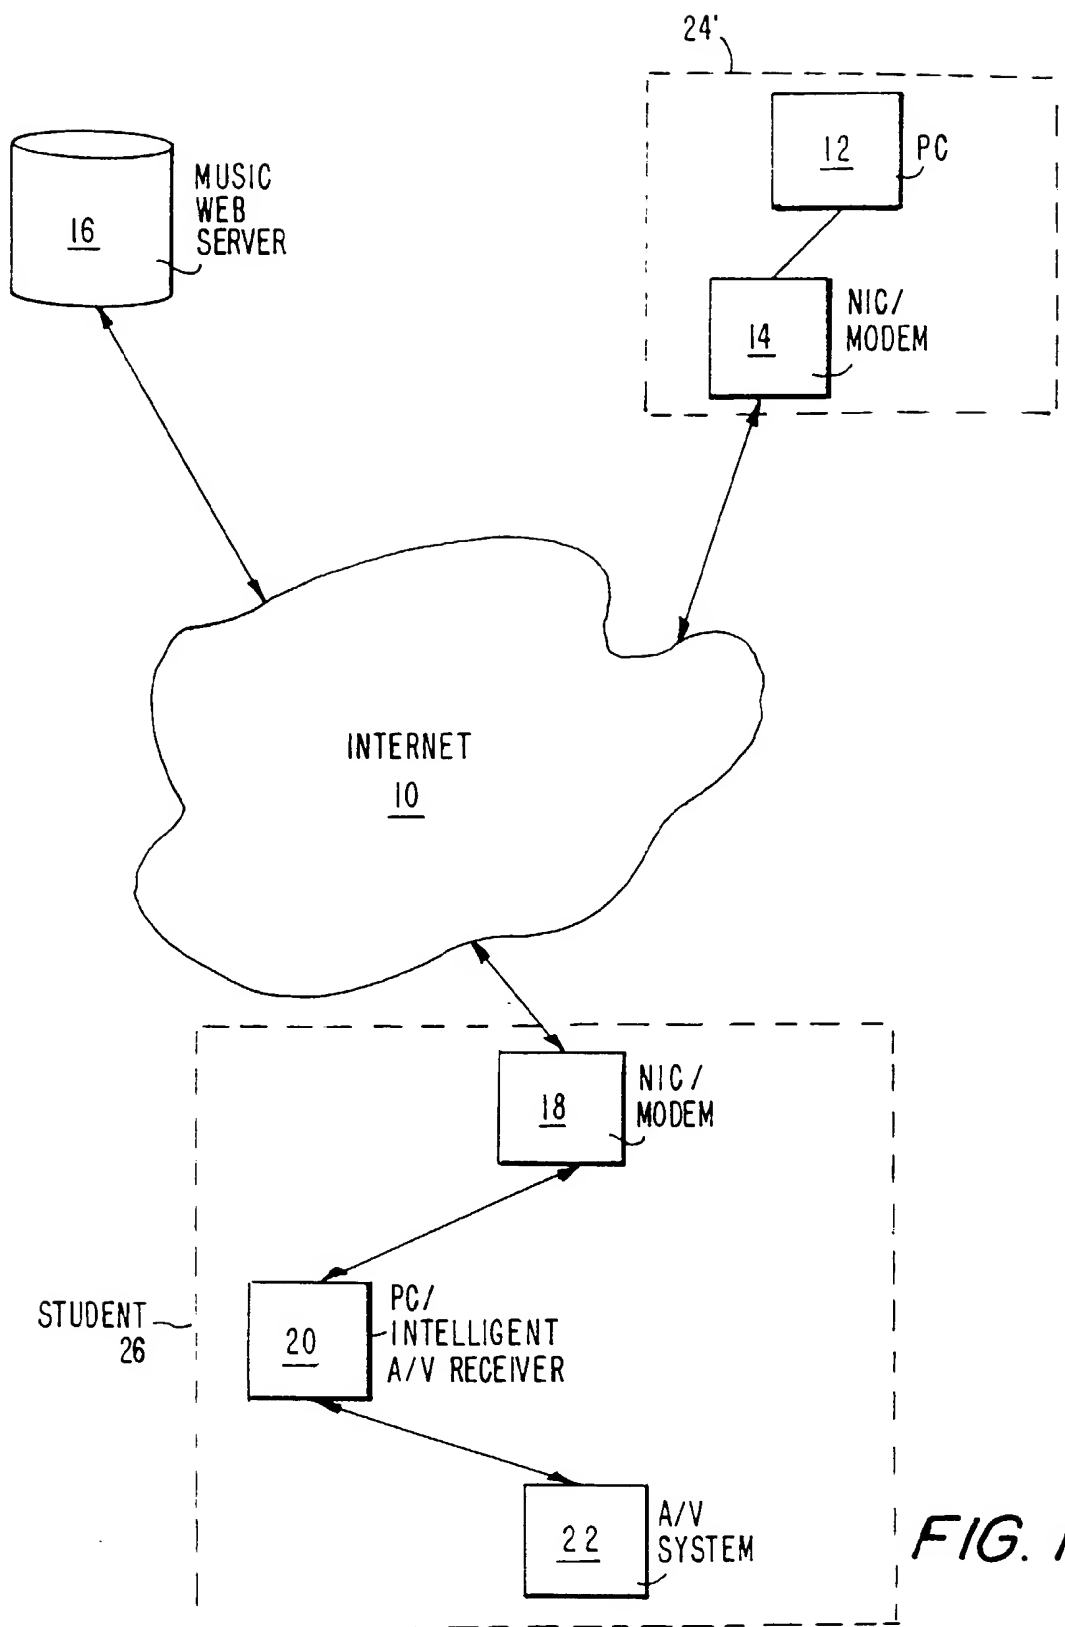 24'
12
PC
MUSIC
WEB
SERVER
16
NIC/
MODEM
14
INTERNET
10
NIC/
MODEM
18
STUDENT
26
PC/
INTELLIGENT
A/V RECEIVER
20
A/V
SYSTEM
22
FIG. 1